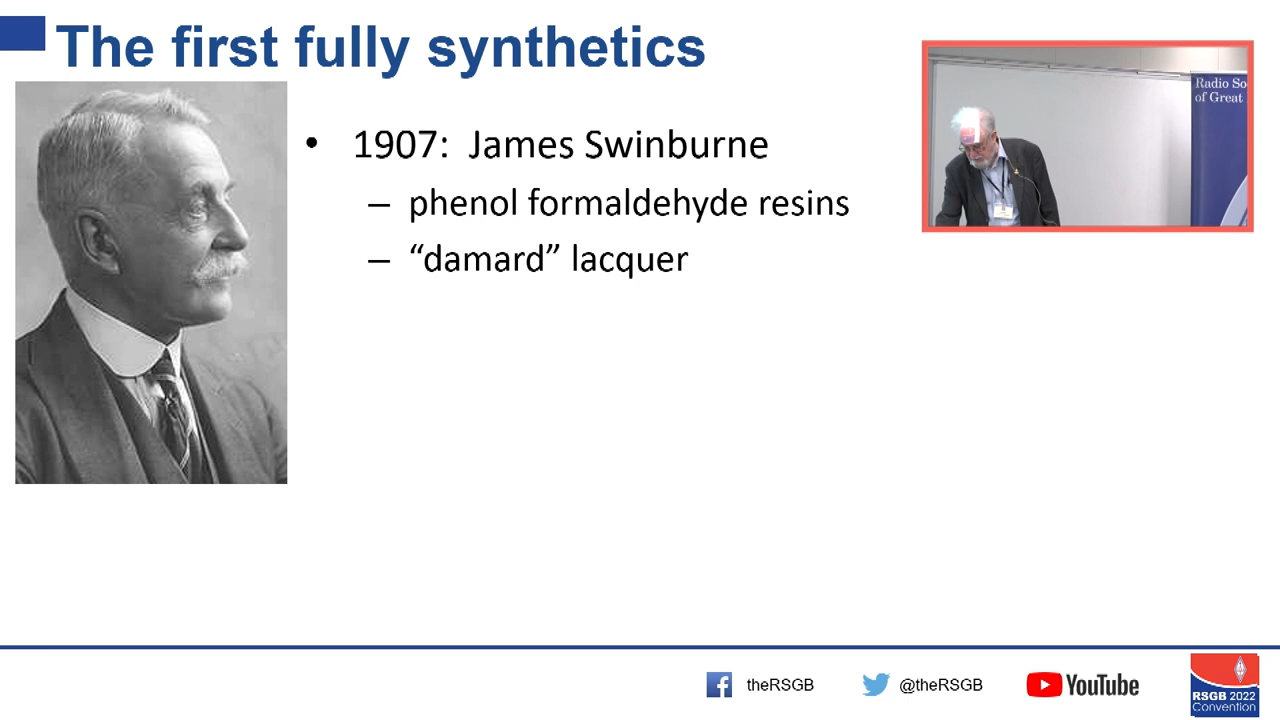 The first fully synthetics
• 1907: James Swinburne
– phenol formaldehyde resins
– “damard” lacquer
Radio So
of Great
theRSGB
@theRSGB
YouTube
RSGB 2022
Convention